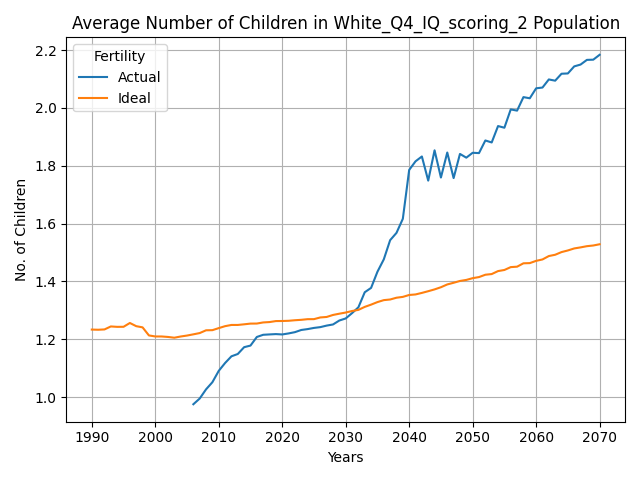 Average Number of Children in White_Q4_IQ_scoring_2 Population
Fertility
Actual
Ideal
No. of Children
2.2
2.0
1.8
1.6
1.4
1.2
1.0
1990 2000 2010 2020 2030 2040 2050 2060 2070
Years